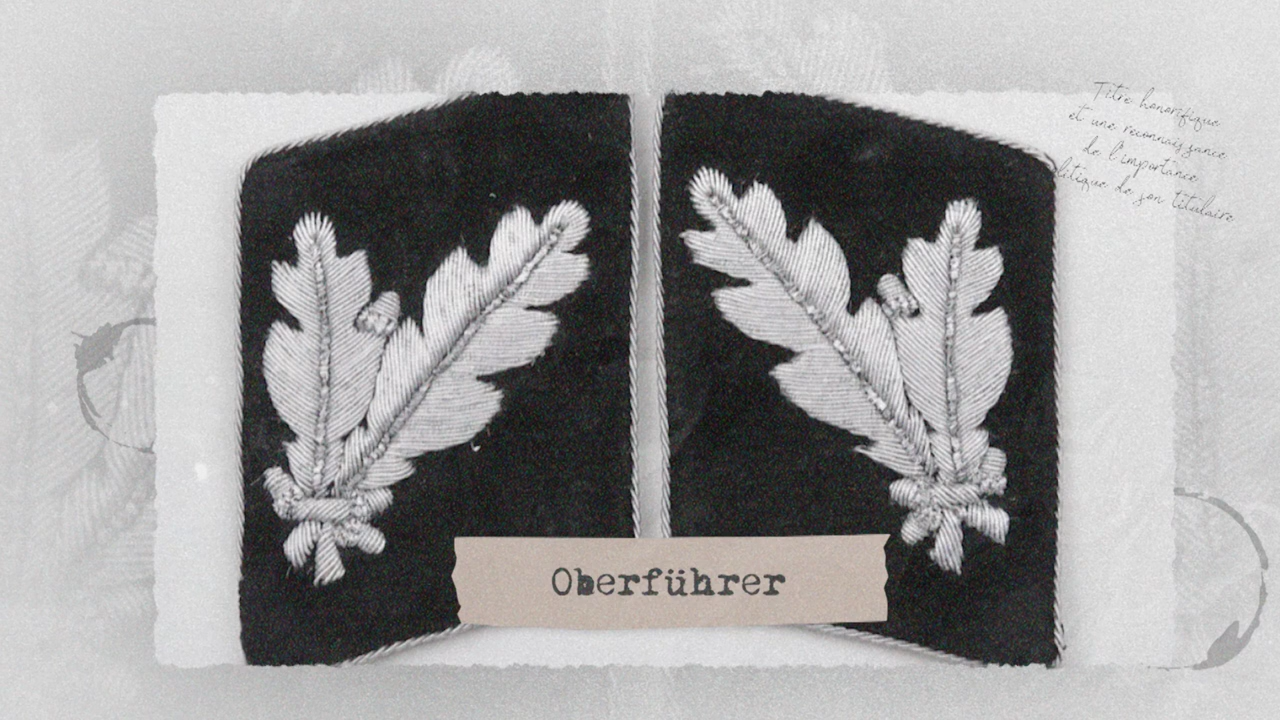 Titre honorifique
et une reconnaissance
de l'importance
litique de son titulaire
Oberführer